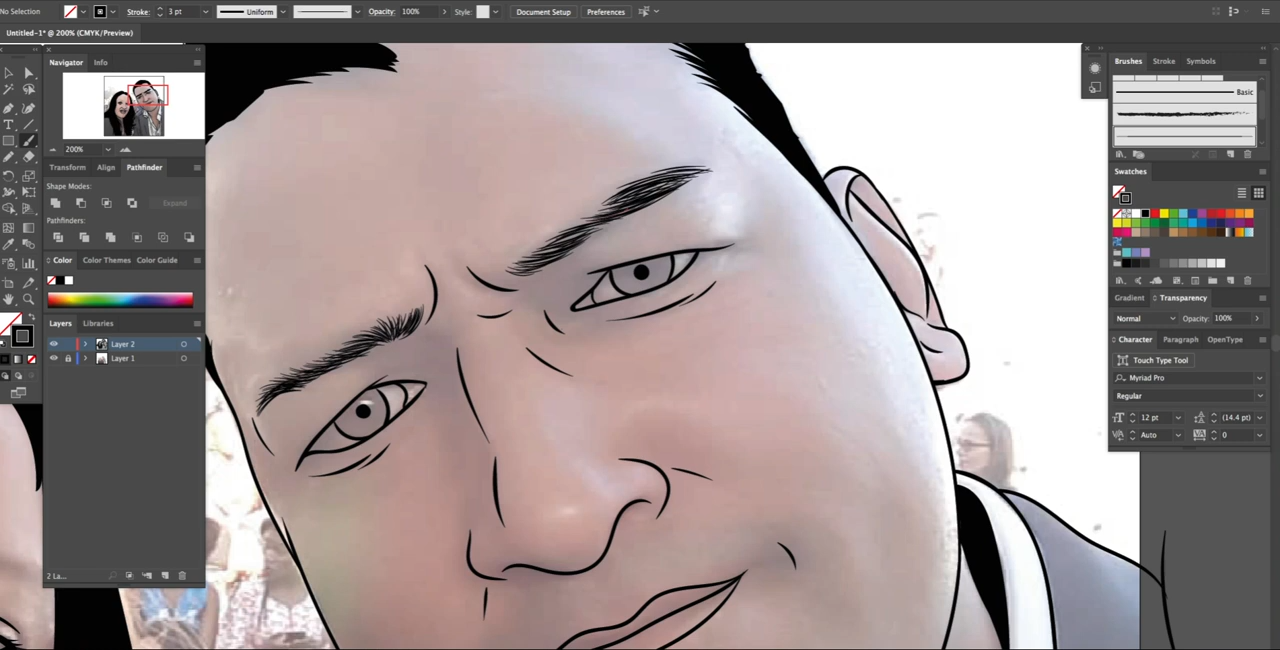 No Selection Stroke: 3 pt Uniform Opacity: 100% Style: Document Setup Preferences
Untitled-1* @ 200% (CMYK/Preview)
Navigator Info
200%
Transform Align Pathfinder
Shape Modes:
Expand
Pathfinders:
Color Color Themes Color Guide
Layers Libraries
Layer 2
Layer 1
2 La...
Brushes Stroke Symbols
Basic
Swatches
Gradient Transparency
Normal Opacity: 100%
Character Paragraph OpenType
Touch Type Tool
Myriad Pro
Regular
12 pt (14.4 pt)
Auto 0